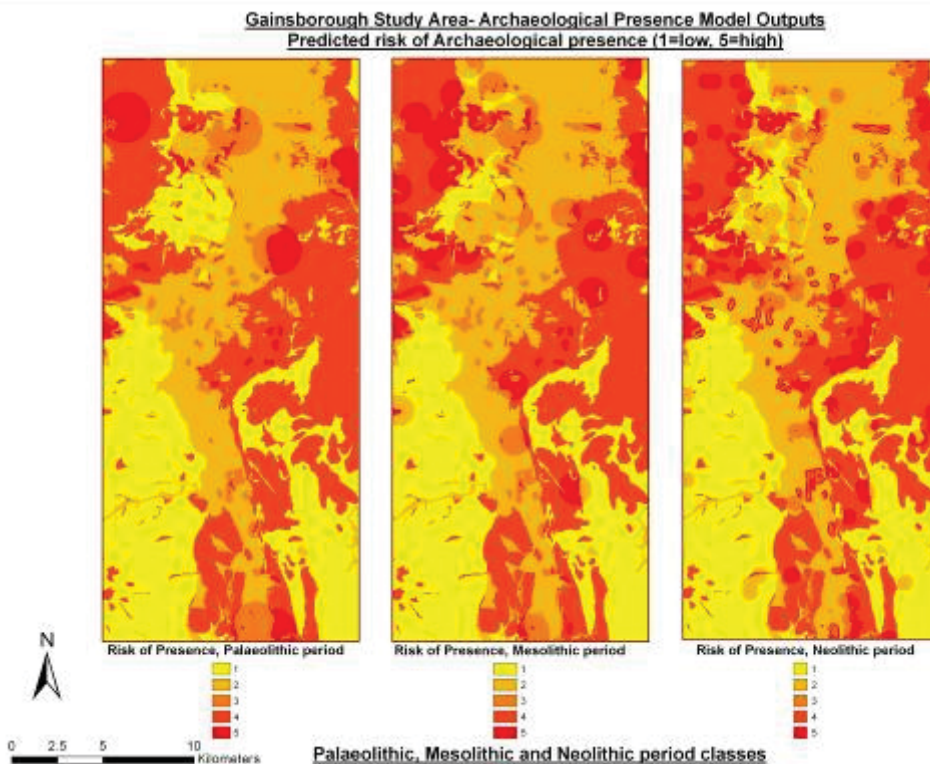 Gainsborough Study Area- Archaeological Presence Model Outputs
Predicted risk of Archaeological presence (1=low, 5=high)
Risk of Presence, Palaeolithic period
Risk of Presence, Mesolithic period
Risk of Presence, Neolithic period
N
1
2
3
4
5
1
2
3
4
5
1
2
3
4
5
0 2.5 5 10
Kilometers
Palaeolithic, Mesolithic and Neolithic period classes